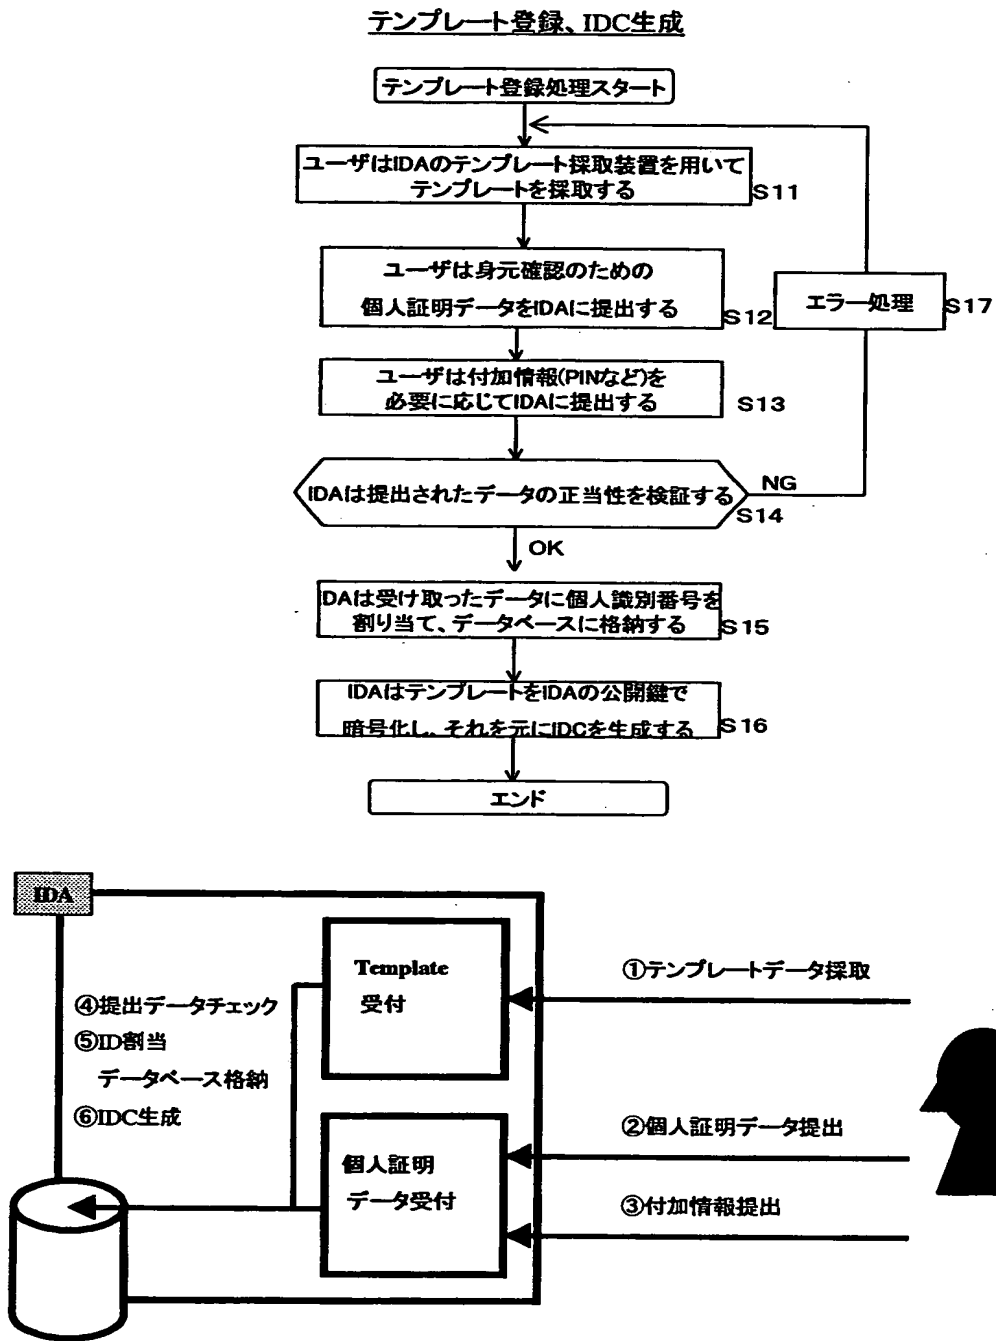 テンプレート登録、IDC生成
テンプレート登録処理スタート
ユーザはIDAのテンプレート採取装置を用いて
テンプレートを採取する
S11
ユーザは身元確認のための
個人証明データをIDAに提出する
S12
エラー処理
S17
ユーザは付加情報(PINなど)を
必要に応じてIDAに提出する
S13
IDAは提出されたデータの正当性を検証する
S14
NG
OK
IDAは受け取ったデータに個人識別番号を
割り当て、データベースに格納する
S15
IDAはテンプレートをIDAの公開鍵で
暗号化し、それを元にIDCを生成する
S16
エンド
IDA
Template
受付
①テンプレートデータ採取
④提出データチェック
⑤ID割当
データベース格納
⑥IDC生成
②個人証明データ提出
個人証明
データ受付
③付加情報提出